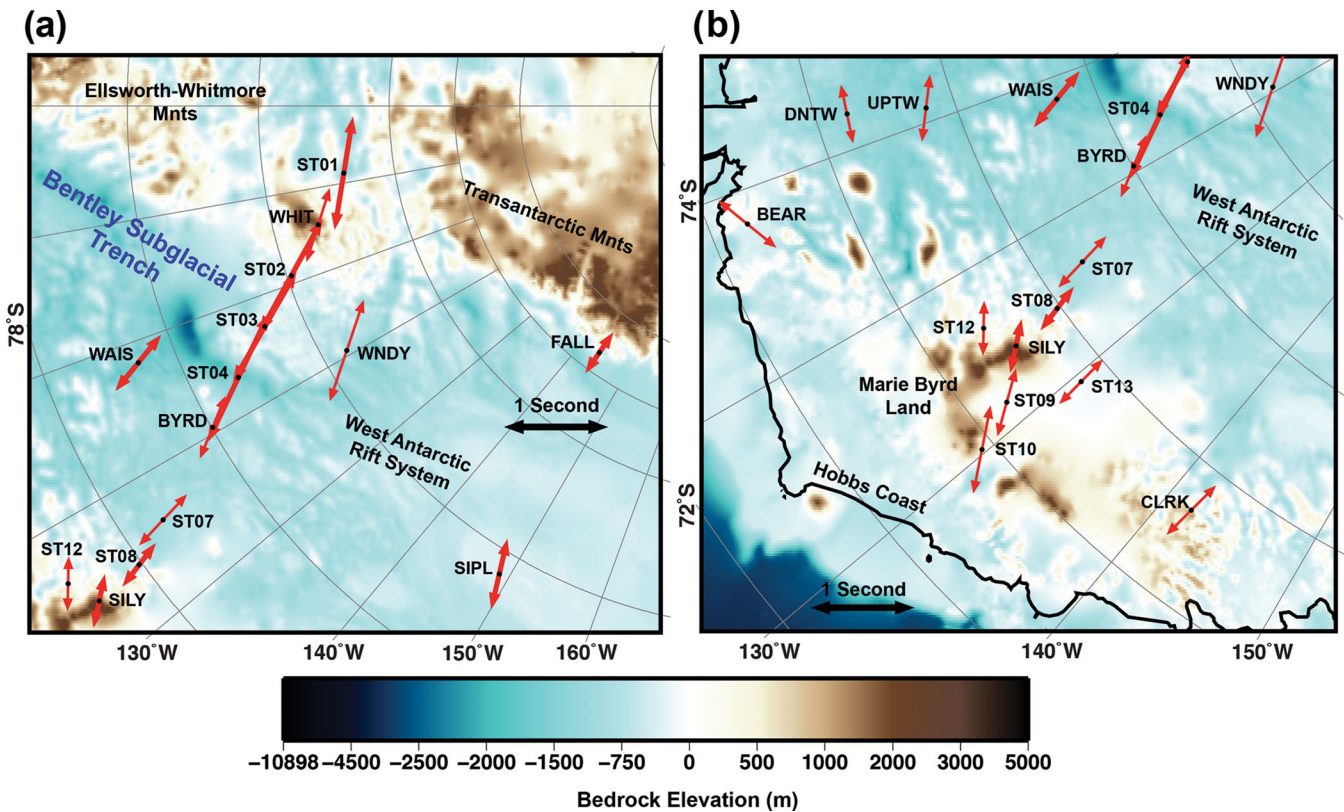 (a)
Ellsworth-Whitmore
Mnts
ST01
Bentley Subglacial
Trench
WHIT
Transantarctic Mnts
ST02
78°S
ST03
WAIS
WNDY
FALL
ST04
1 Second
BYRD
West Antarctic
Rift System
ST07
ST12
ST08
SIPL
SILY
130°W
140°W
150°W
160°W
(b)
DNTW
UPTW
WAIS
WNDY
ST04
BYRD
74°S
BEAR
West Antarctic
Rift System
ST07
ST08
ST12
SILY
Marie Byrd
Land
ST13
ST09
ST10
Hobbs Coast
CLRK
72°S
1 Second
130°W
140°W
150°W
−10898
−4500
−2500
−2000
−1500
−750
0
500
1000
2000
3000
5000
Bedrock Elevation (m)